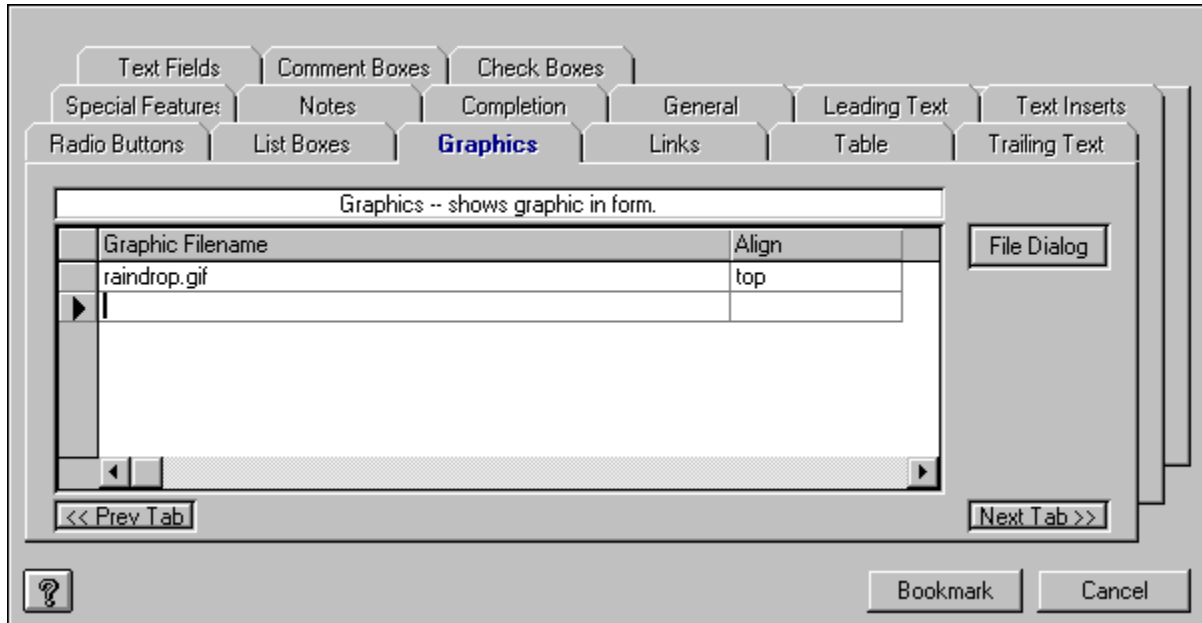 Text Fields Comment Boxes Check Boxes
Special Features Notes Completion General Leading Text Text Inserts
Radio Buttons List Boxes Graphics Links Table Trailing Text
Graphics -- shows graphic in form.
Graphic Filename Align
File Dialog
raindrop.gif top
<< Prev Tab Next Tab >>
?
Bookmark Cancel